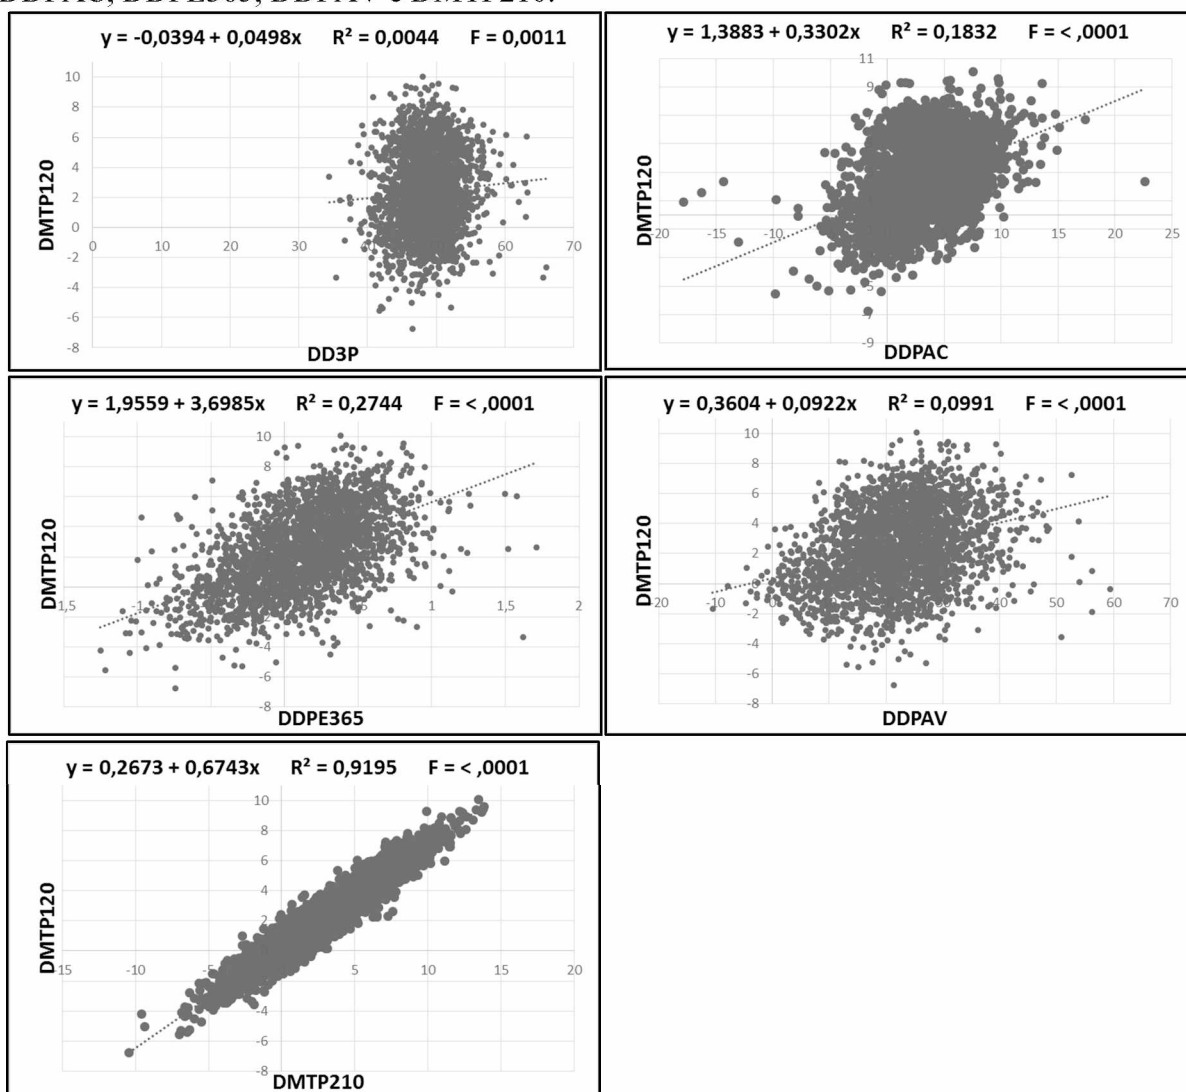 DDPAC, DDPE365, DDPAV e DMTP210.
y = -0,0394 + 0,0498x R² = 0,0044 F = 0,0011
10
8
6
4
2
0
-2
-4
-6
-8
0 10 20 30 60 70
DMTP120
DD3P
y = 1,3883 + 0,3302x R² = 0,1832 F = < ,0001
11
9
-9
-20 -15 -10 10 15 20 25
DMTP120
DDPAC
y = 1,9559 + 3,6985x R² = 0,2744 F = < ,0001
10
8
-4
-6
-8
1,5 1 1,5 2
DMTP120
DDPE365
y = 0,3604 + 0,0922x R² = 0,0991 F = < ,0001
10
8
6
4
2
-2
-4
-6
-8
-20 -10 40 50 60 70
DMTP120
DDPAV
y = 0,2673 + 0,6743x R² = 0,9195 F = < ,0001
10
8
6
4
2
-4
-6
-8
15 -10 5 10 15 20
DMTP120
DMTP210